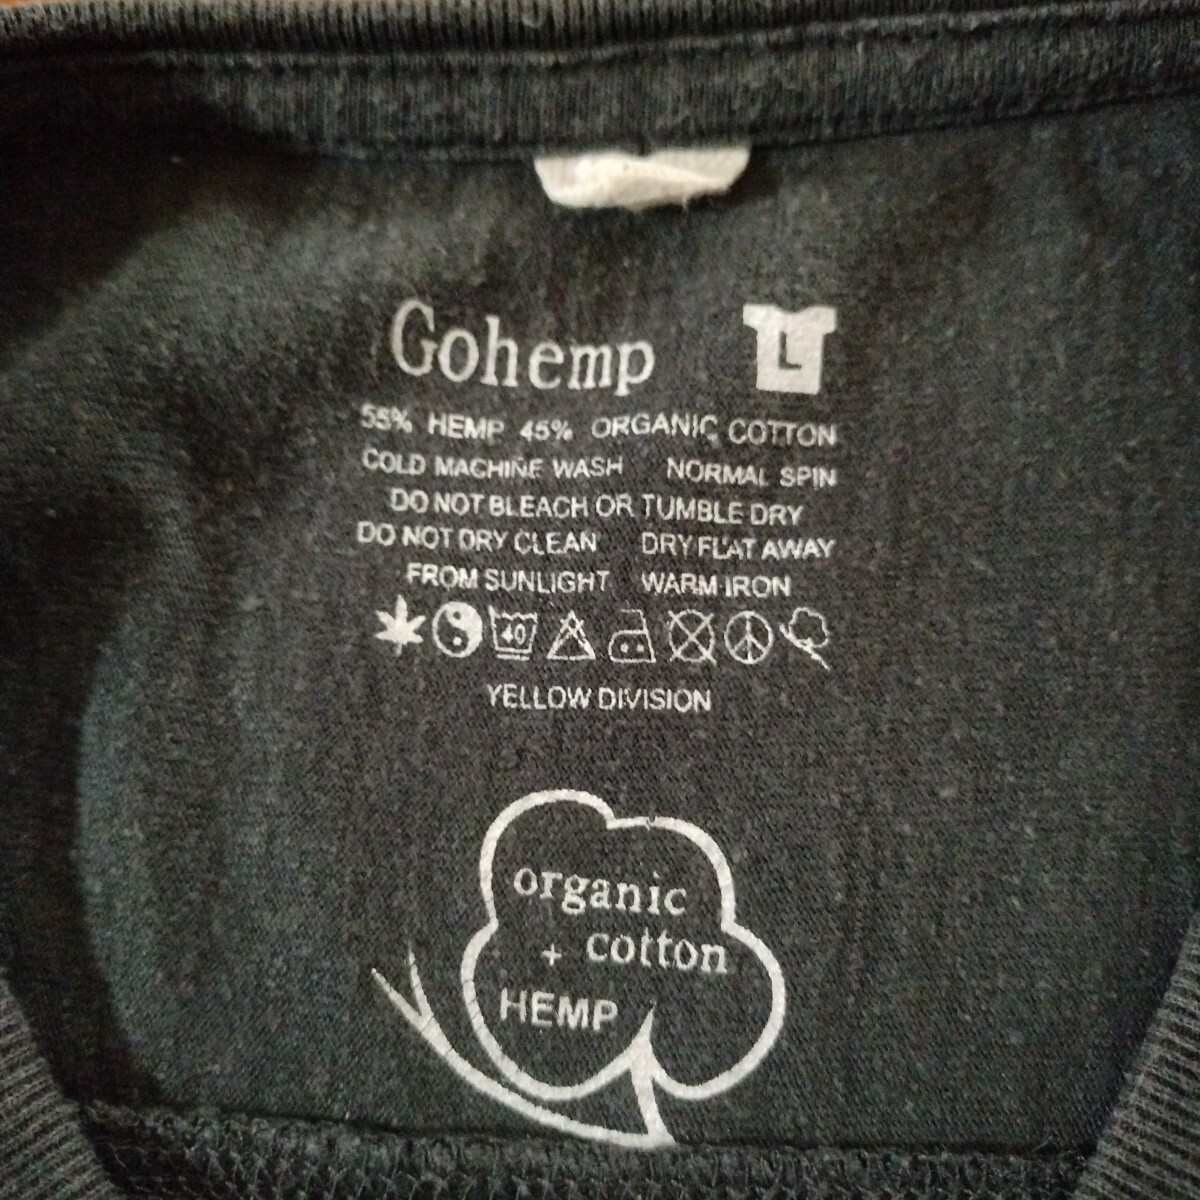 Gohemp L
55% HEMP 45% ORGANIC COTTON
COLD MACHINE WASH NORMAL SPIN
DO NOT BLEACH OR TUMBLE DRY
DO NOT DRY CLEAN DRY FLAT AWAY
FROM SUNLIGHT WARM IRON
40
YELLOW DIVISION
organic
+ cotton
HEMP